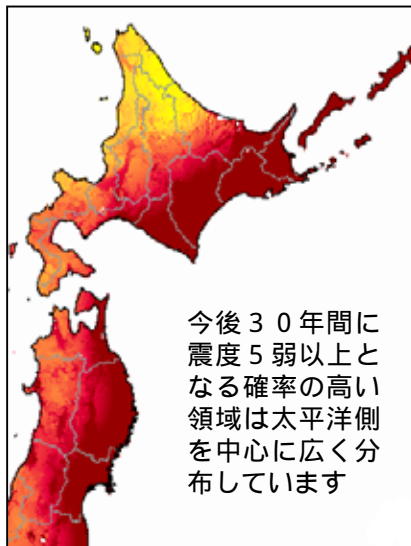 今後３０年間に
震度５弱以上と
なる確率の高い
領域は太平洋側
を中心に広く分
布しています